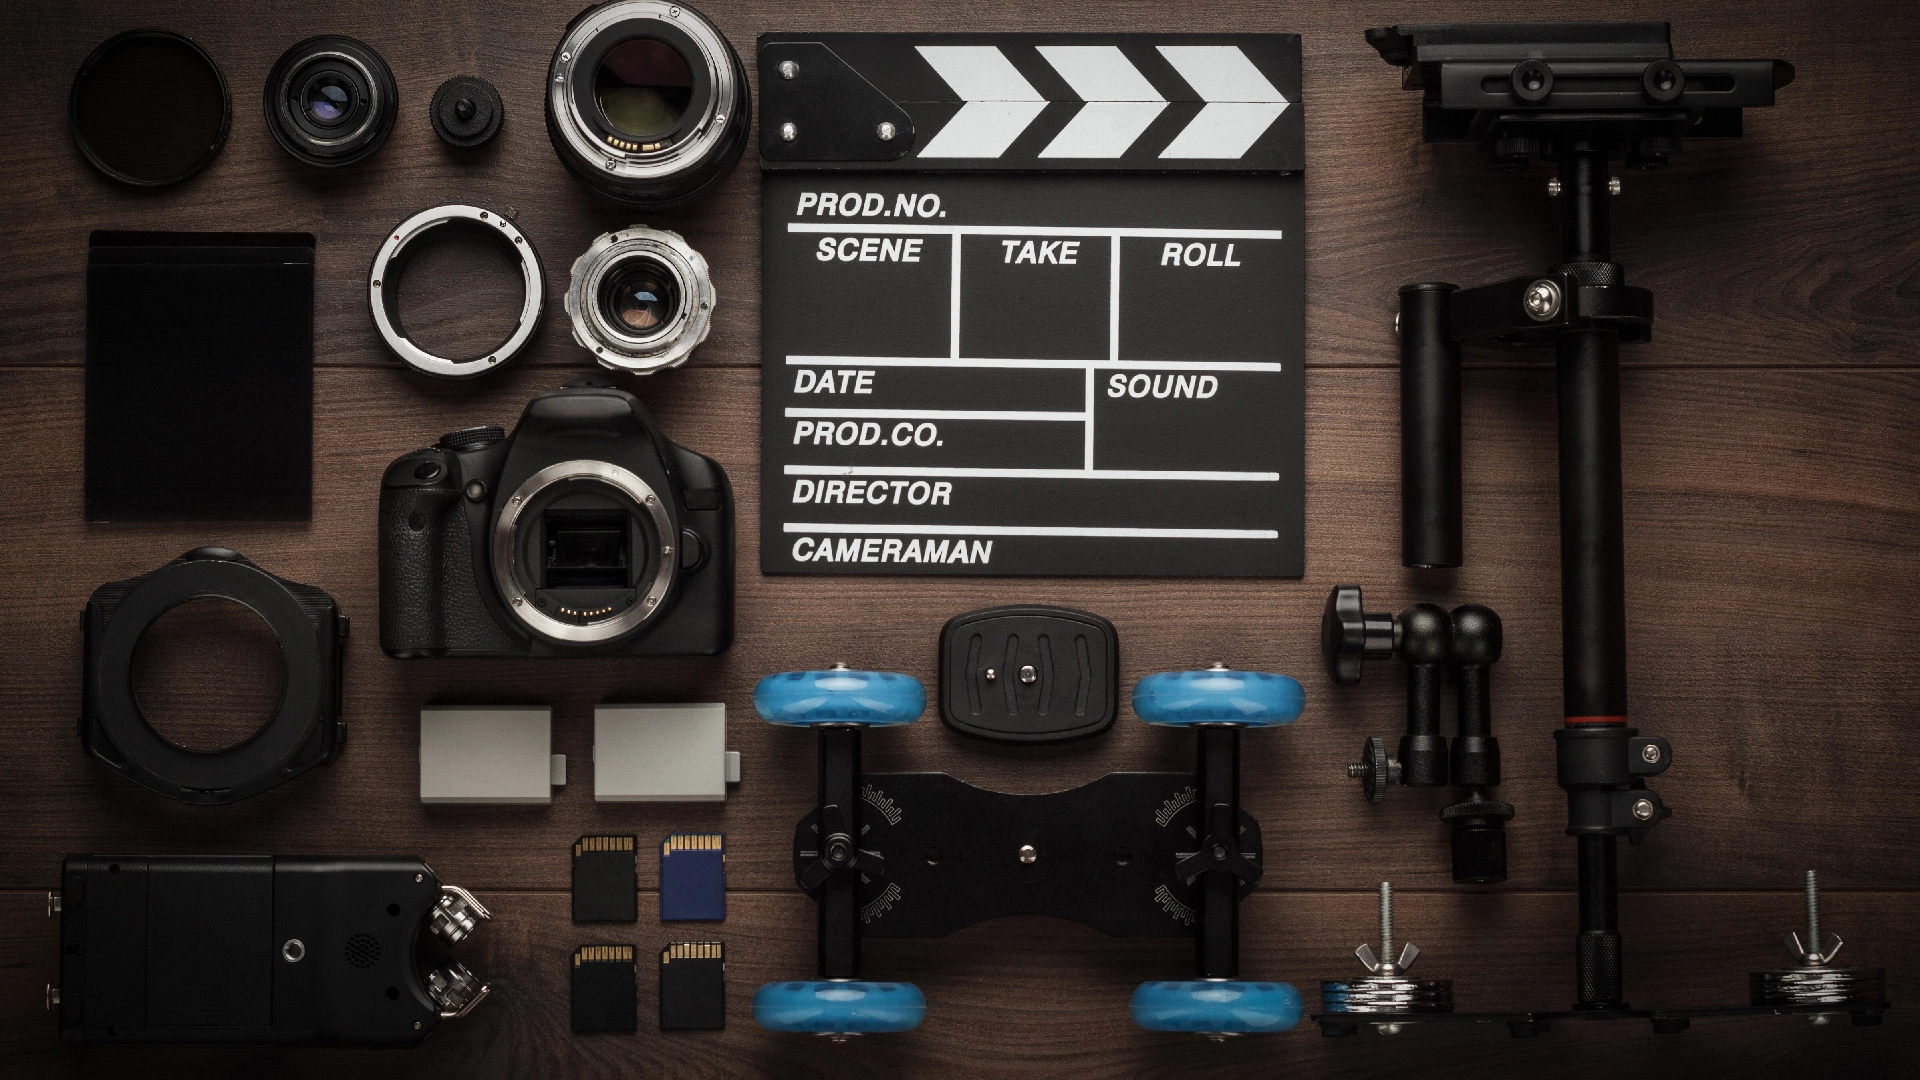 PROD.NO.
SCENE TAKE ROLL
DATE SOUND
PROD.CO.
DIRECTOR
CAMERAMAN